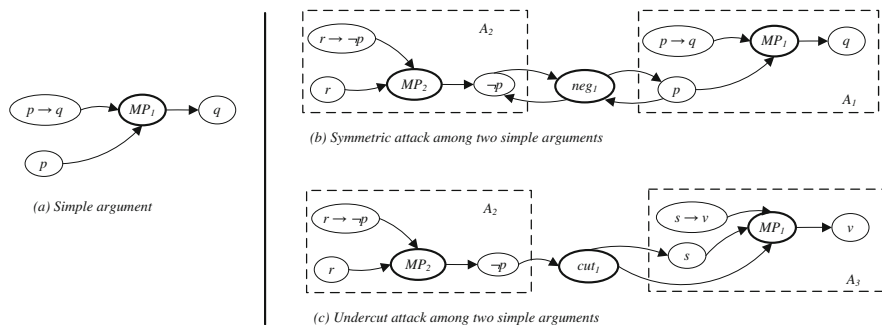 p → q
MP₁
q
p
(a) Simple argument
A₂
r → ¬p
r
MP₂
¬p
neg₁
p → q
MP₁
q
p
A₁
(b) Symmetric attack among two simple arguments
A₂
r → ¬p
r
MP₂
¬p
cut₁
s → v
MP₁
v
s
A₃
(c) Undercut attack among two simple arguments